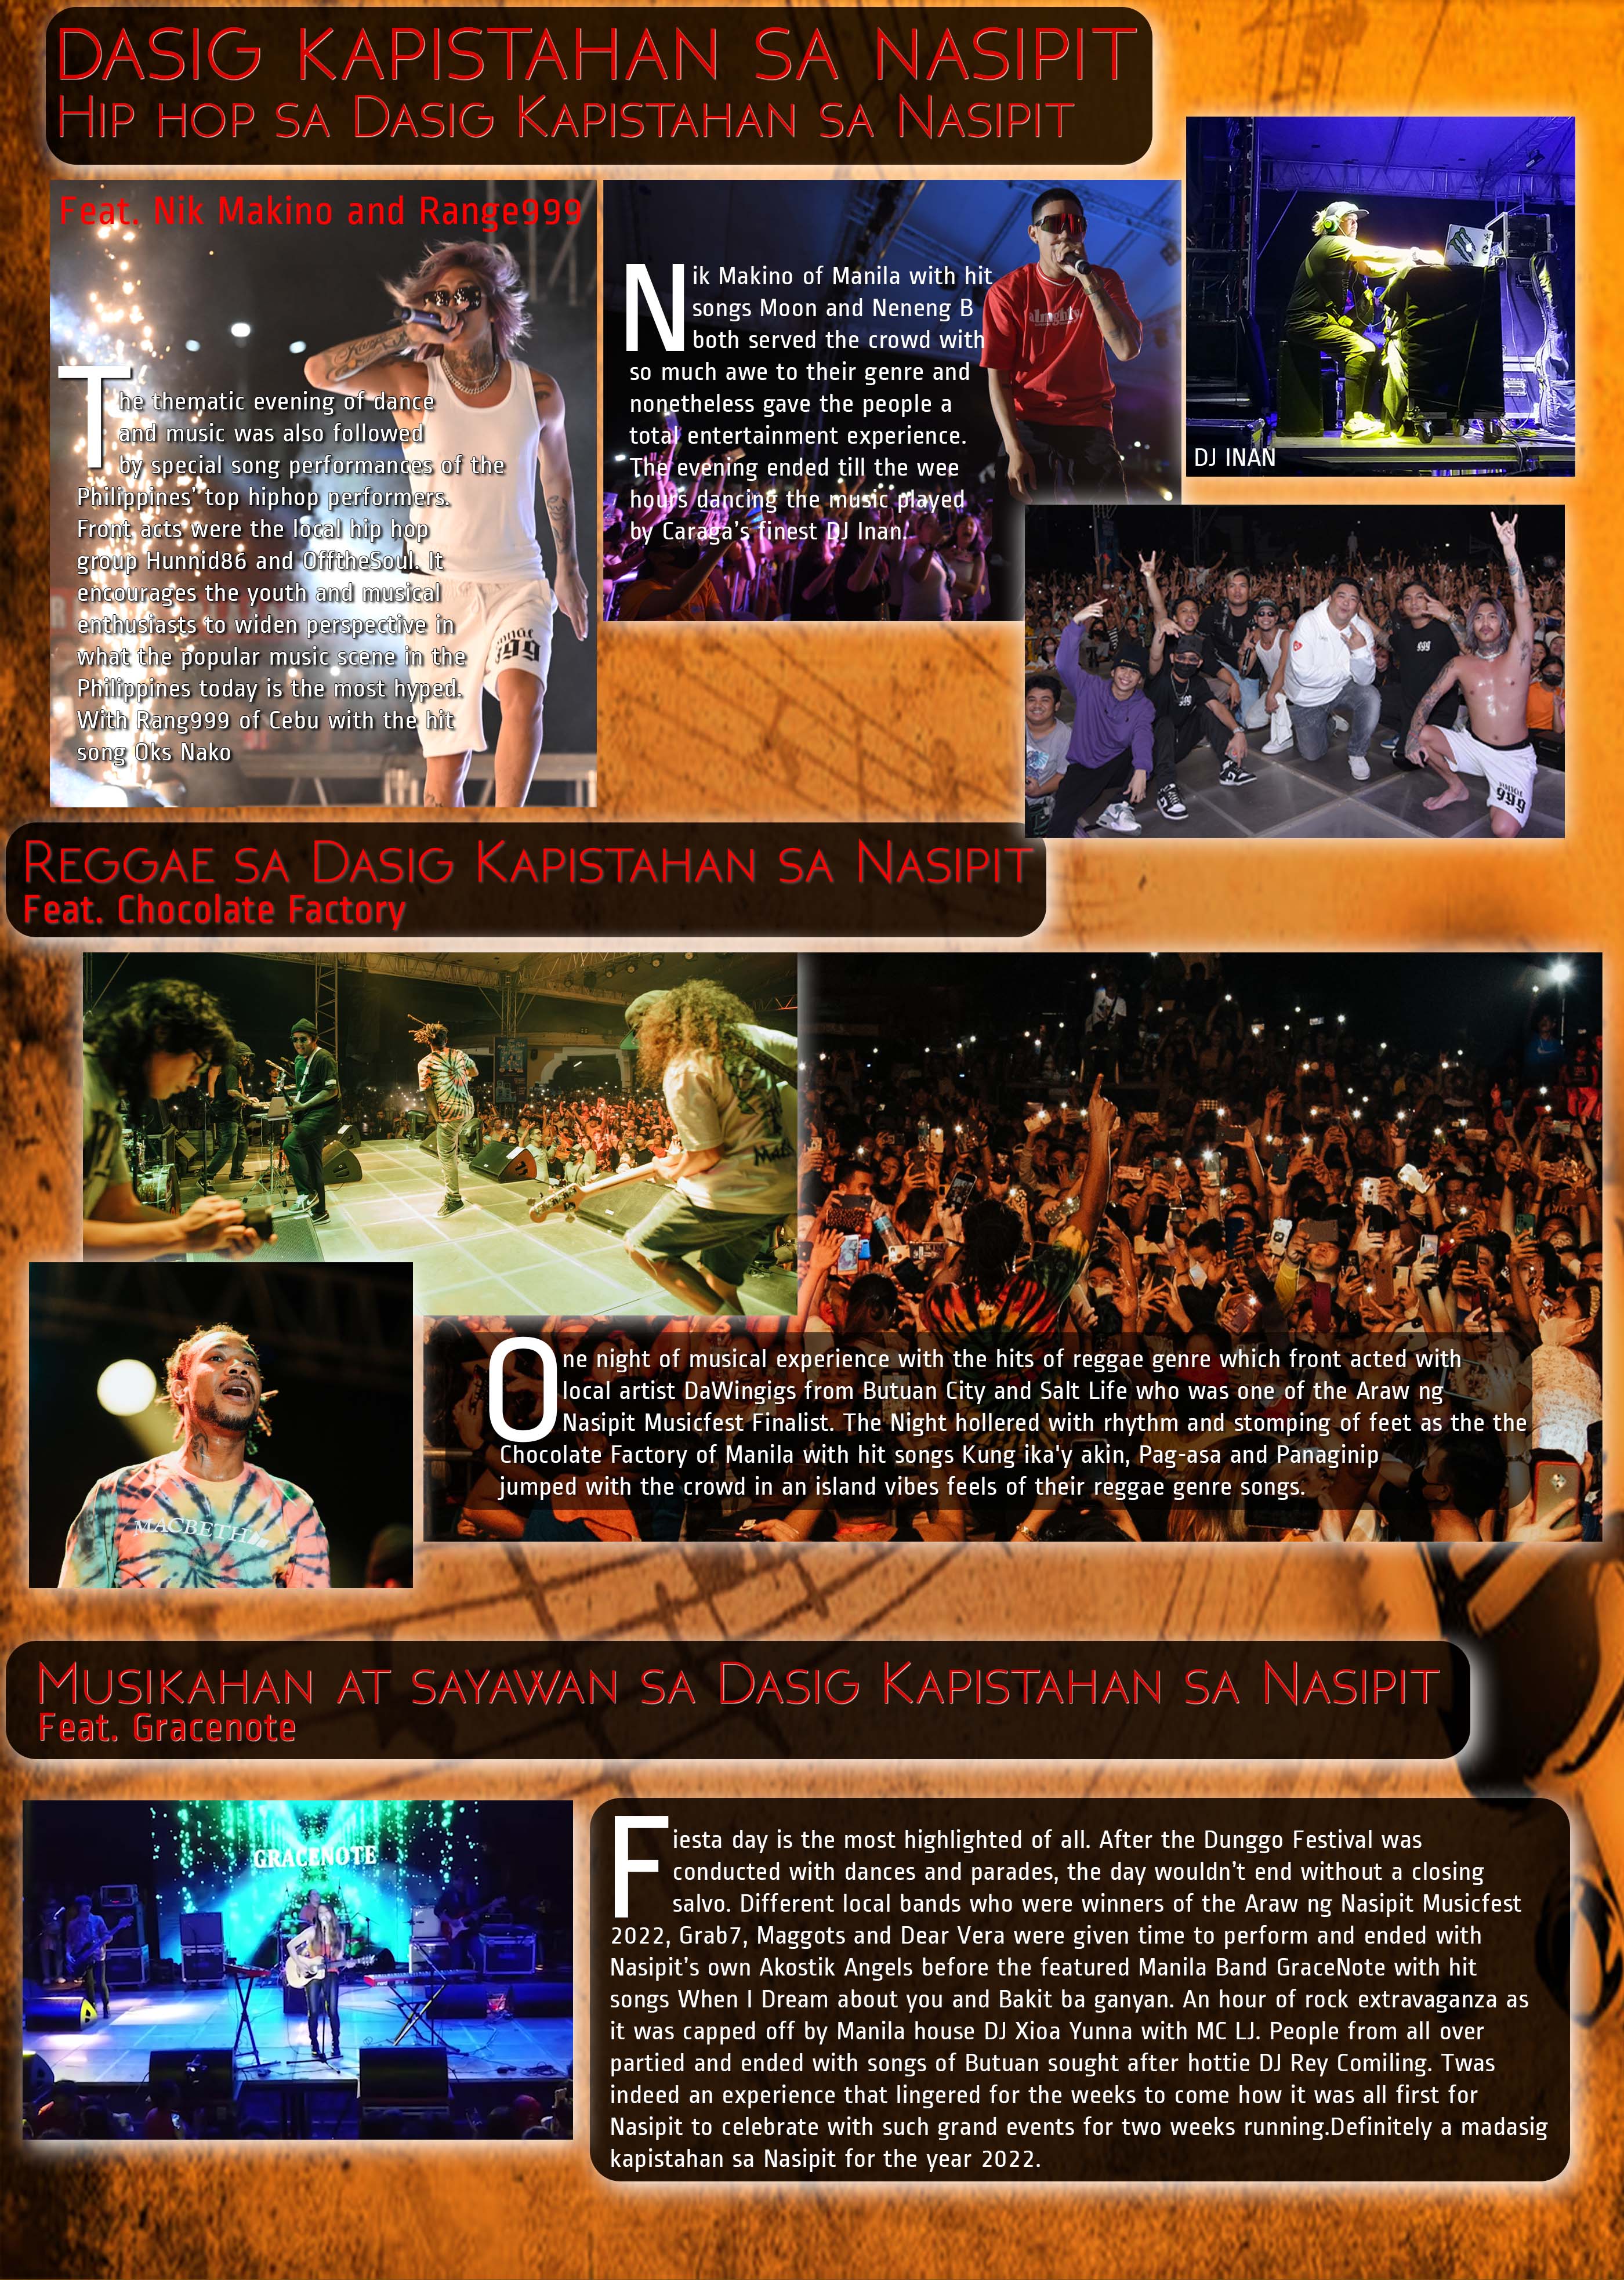 DASIG KAPISTAHAN SA NASIPIT
HIP HOP SA DASIG KAPISTAHAN SA NASIPIT
Feat. Nik Makino and Range999
The thematic evening of dance
and music was also followed
by special song performances of the
Philippines' top hiphop performers.
Front acts were the local hip hop
group Hunnid86 and OfftheSoul. It
encourages the youth and musical
enthusiasts to widen perspective in
what the popular music scene in the
Philippines today is the most hyped.
With Rang999 of Cebu with the hit
song Oks Nako
999
Nik Makino of Manila with hit
songs Moon and Neneng B
both served the crowd with
so much awe to their genre and
nonetheless gave the people a
total entertainment experience.
The evening ended till the wee
hours dancing the music played
by Caraga's finest DJ Inan.
almghty
DJ INAN
999
999
999
REGGAE SA DASIG KAPISTAHAN SA NASIPIT
Feat. Chocolate Factory
MACBETH
One night of musical experience with the hits of reggae genre which front acted with
local artist DaWingigs from Butuan City and Salt Life who was one of the Araw ng
Nasipit Musicfest Finalist. The Night hollered with rhythm and stomping of feet as the the
Chocolate Factory of Manila with hit songs Kung ika'y akin, Pag-asa and Panaginip
jumped with the crowd in an island vibes feels of their reggae genre songs.
MUSIKAHAN AT SAYAWAN SA DASIG KAPISTAHAN SA NASIPIT
Feat. Gracenote
GRACENOTE
Fiesta day is the most highlighted of all. After the Dunggo Festival was
conducted with dances and parades, the day wouldn't end without a closing
salvo. Different local bands who were winners of the Araw ng Nasipit Musicfest
2022, Grab7, Maggots and Dear Vera were given time to perform and ended with
Nasipit's own Akostik Angels before the featured Manila Band GraceNote with hit
songs When I Dream about you and Bakit ba ganyan. An hour of rock extravaganza as
it was capped off by Manila house DJ Xioa Yunna with MC LJ. People from all over
partied and ended with songs of Butuan sought after hottie DJ Rey Comiling. Twas
indeed an experience that lingered for the weeks to come how it was all first for
Nasipit to celebrate with such grand events for two weeks running.Definitely a madasig
kapistahan sa Nasipit for the year 2022.